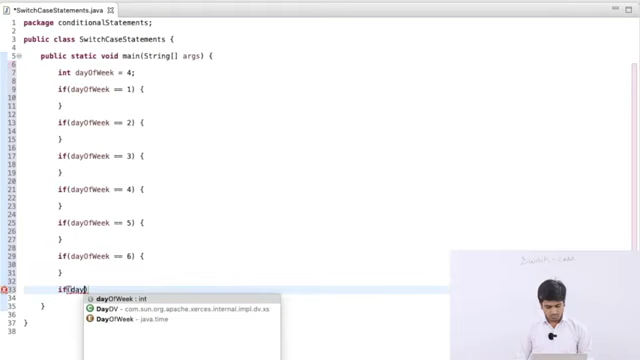 *SwitchCaseStatements.java
1 package conditionalStatements;
2
3 public class SwitchCaseStatements {
4
5 public static void main(String[] args) {
6
7 int dayOfWeek = 4;
8
9 if(dayOfWeek == 1) {
10
11 }
12
13 if(dayOfWeek == 2) {
14
15 }
16
17 if(dayOfWeek == 3) {
18
19 }
20
21 if(dayOfWeek == 4) {
22
23 }
24
25 if(dayOfWeek == 5) {
26
27 }
28
29 if(dayOfWeek == 6) {
30
31 }
32
33 if(day)
34
35 }
36
37 }
38
dayOfWeek : int
DayDV - com.sun.org.apache.xerces.internal.impl.dv.xs
DayOfWeek - java.time
Switch - case